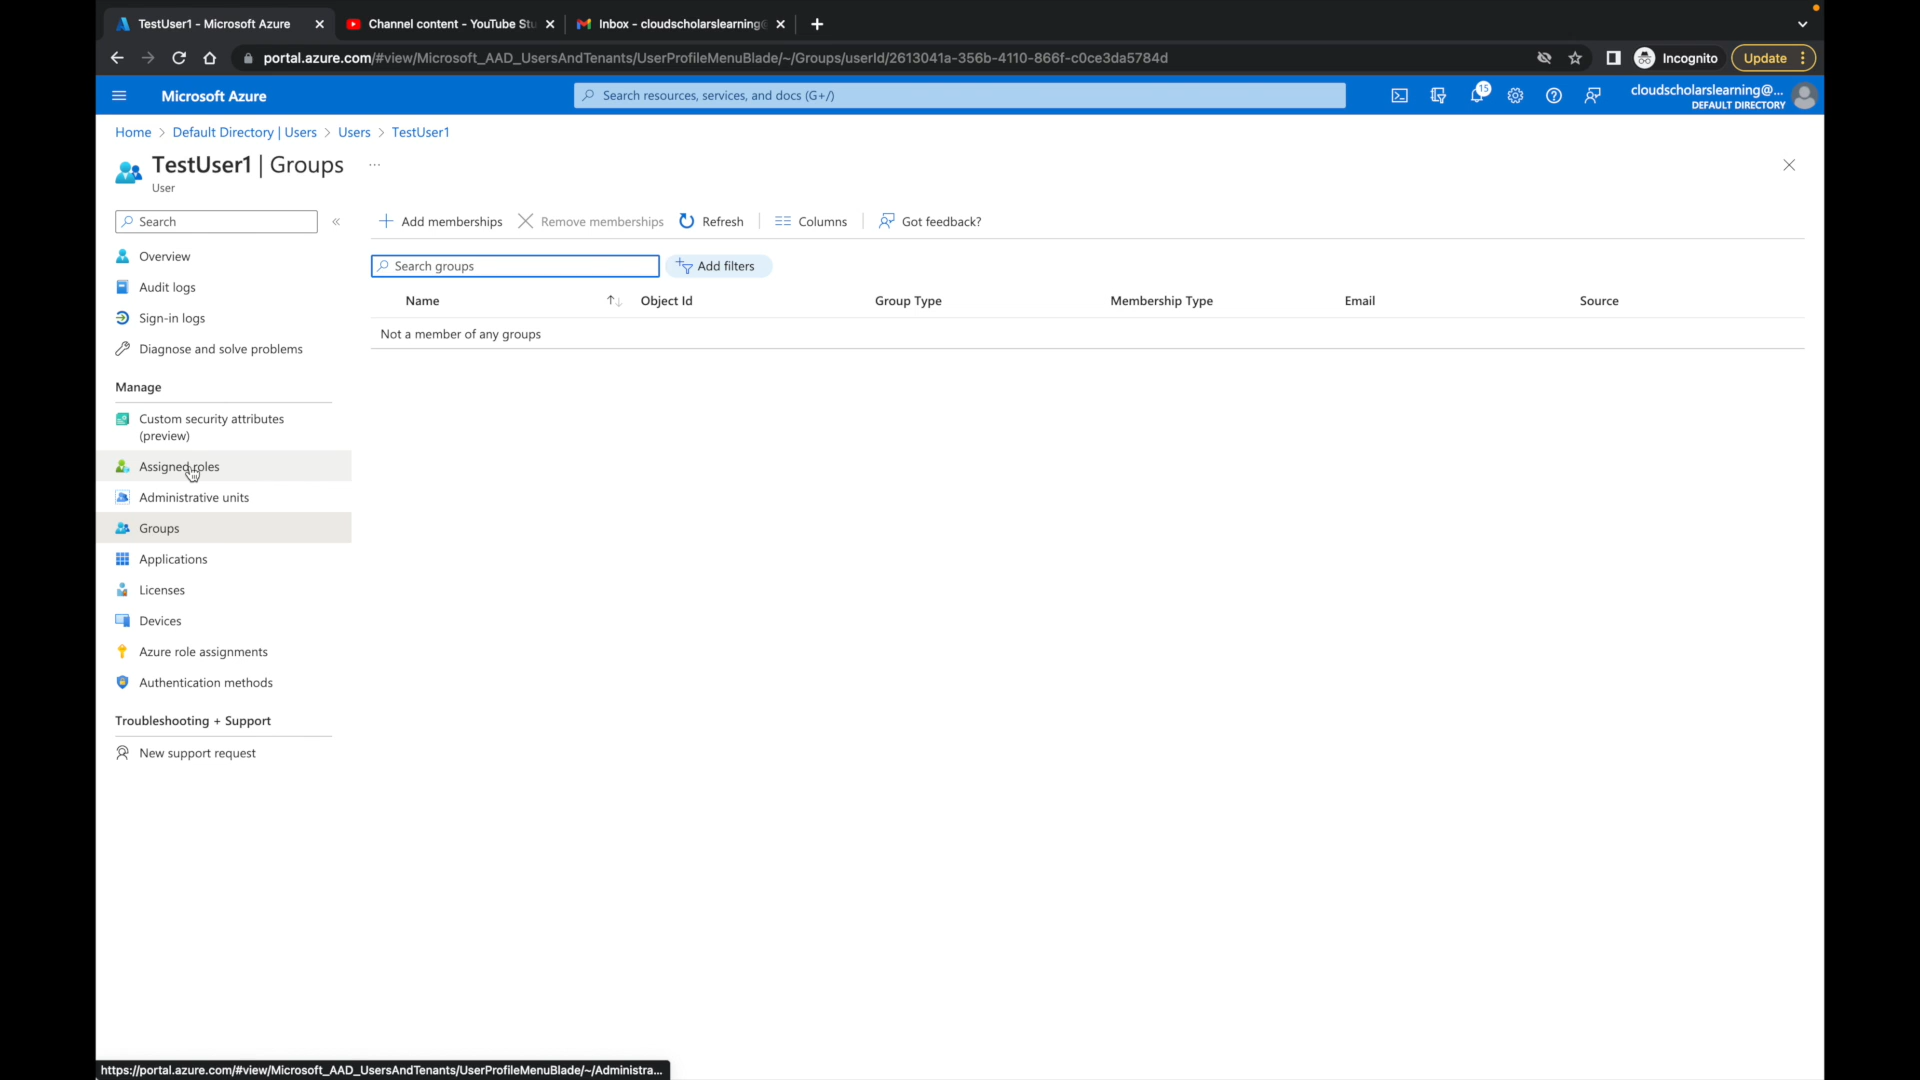 TestUser1 - Microsoft Azure
Channel content - YouTube Stu
Inbox - cloudscholarslearning@
portal.azure.com/#view/Microsoft_AAD_UsersAndTenants/UserProfileMenuBlade/~/Groups/userId/2613041a-356b-4110-866f-c0ce3da5784d
Incognito
Update
Microsoft Azure
Search resources, services, and docs (G+/)
15
cloudscholarslearning@...
DEFAULT DIRECTORY
Home > Default Directory | Users > Users > TestUser1
TestUser1 | Groups
...
User
Search
«
Add memberships
Remove memberships
Refresh
Columns
Got feedback?
Search groups
Add filters
Name
Object Id
Group Type
Membership Type
Email
Source
Not a member of any groups
Overview
Audit logs
Sign-in logs
Diagnose and solve problems
Manage
Custom security attributes
(preview)
Assigned roles
Administrative units
Groups
Applications
Licenses
Devices
Azure role assignments
Authentication methods
Troubleshooting + Support
New support request
https://portal.azure.com/#view/Microsoft_AAD_UsersAndTenants/UserProfileMenuBlade/~/Administra...